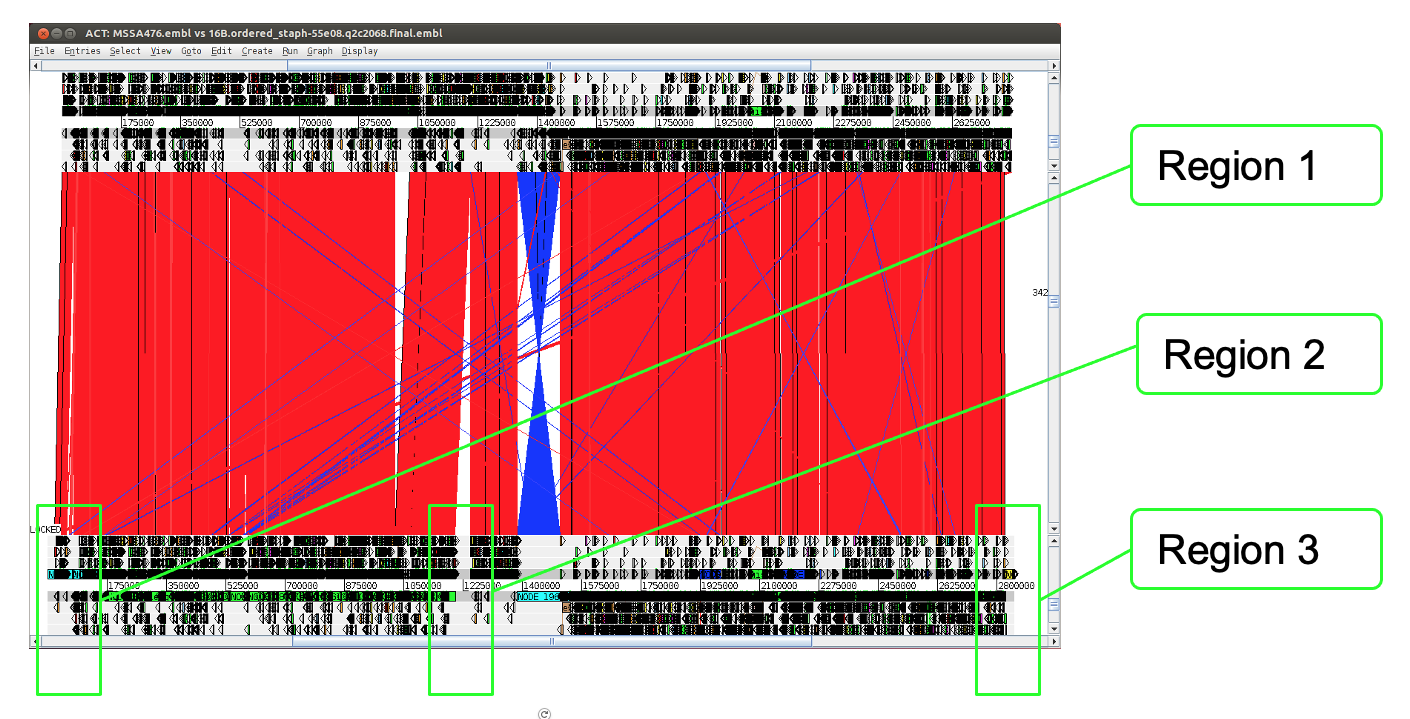 ACT: MSSA476.embl vs 16B.ordered_staph-55e08.q2c2068.final.embl
File Entries Select View Goto Edit Create Run Graph Display
175000 350000 525000 700000 875000 1050000 1225000 1400000 1575000 1750000 1925000 2100000 2275000 2450000 2625000
Region 1
342
Region 2
LOCKED
Region 3
175000 350000 525000 700000 875000 1050000 1225000 1400000 1575000 1750000 1925000 2100000 2275000 2450000 2625000 2800000
NODE_196